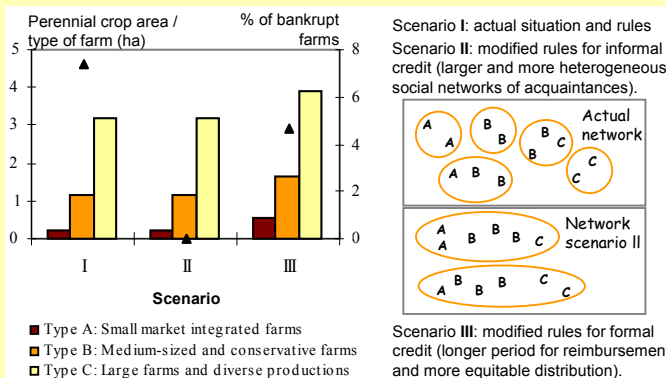 Perennial crop area /
type of farm (ha)
% of bankrupt
farms
5
4
3
2
1
0
8
6
4
2
0
I
II
III
Scenario
Type A: Small market integrated farms
Type B: Medium-sized and conservative farms
Type C: Large farms and diverse productions
Scenario I: actual situation and rules
Scenario II: modified rules for informal
credit (larger and more heterogeneous
social networks of acquaintances).
Actual
network
A
A
B
B
B
B
C
A
B
B
C
C
Network
scenario II
A
A
B
B
B
C
A
B
B
B
C
C
Scenario III: modified rules for formal
credit (longer period for reimbursemen
and more equitable distribution).